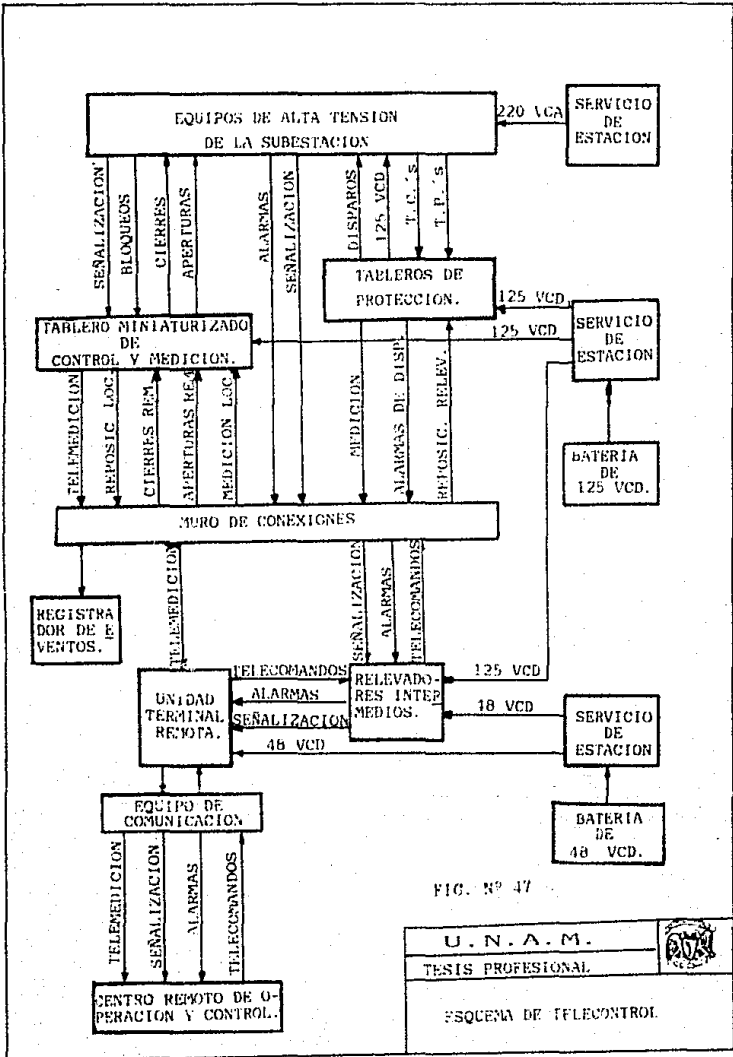 EQUIPOS DE ALTA TENSION
DE LA SUBESTACION
220 VCA
SERVICIO
DE
ESTACION
SEÑALIZACION
BLOQUEOS
CIERRES
APERTURAS
ALARMAS
SEÑALIZACION
DISPAROS
125 VCD
T.C.´s
T.P.´s
TABLEROS DE
PROTECCION.
125 VCD
125 VCD
SERVICIO
DE
ESTACION
TABLERO MINIATURIZADO
DE
CONTROL Y MEDICION.
BATERIA
DE
125 VCD.
TELEMEDICION
REPOSIC LOC.
CIERRES REM.
APERTURAS REM
MEDICION LOC.
MEDICION
ALARMAS DE DISP.
REPOSIC. RELEV.
MURO DE CONEXIONES
REGISTRA
DOR DE E
VENTOS.
TELEMEDICION
SEÑALIZACION
ALARMAS
TELECOMANDOS
UNIDAD
TERMINAL
REMOTA.
TELECOMANDOS
ALARMAS
SEÑALIZACION
48 VCD
RELEVADO-
RES INTER
MEDIOS.
125 VCD
48 VCD
SERVICIO
DE
ESTACION
EQUIPO DE
COMUNICACION
BATERIA
DE
48 VCD.
TELEMEDICION
SEÑALIZACION
ALARMAS
TELECOMANDOS
CENTRO REMOTO DE O-
PERACION Y CONTROL.
FIG. Nº 47
U.N.A.M.
TESIS PROFESIONAL
ESQUEMA DE TELECONTROL